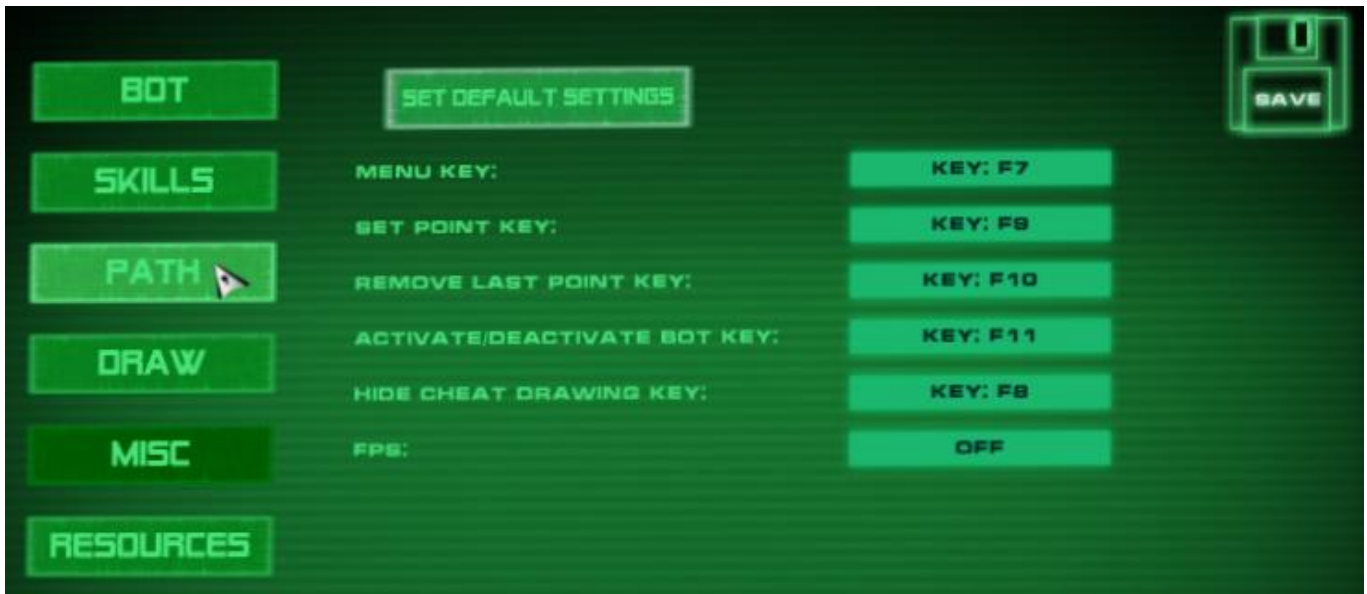 BOT
SKILLS
PATH
DRAW
MISC
RESOURCES
SET DEFAULT SETTINGS
MENU KEY: KEY: F7
SET POINT KEY: KEY: F9
REMOVE LAST POINT KEY: KEY: F10
ACTIVATE/DEACTIVATE BOT KEY: KEY: F11
HIDE CHEAT DRAWING KEY: KEY: F8
FPS: OFF
SAVE